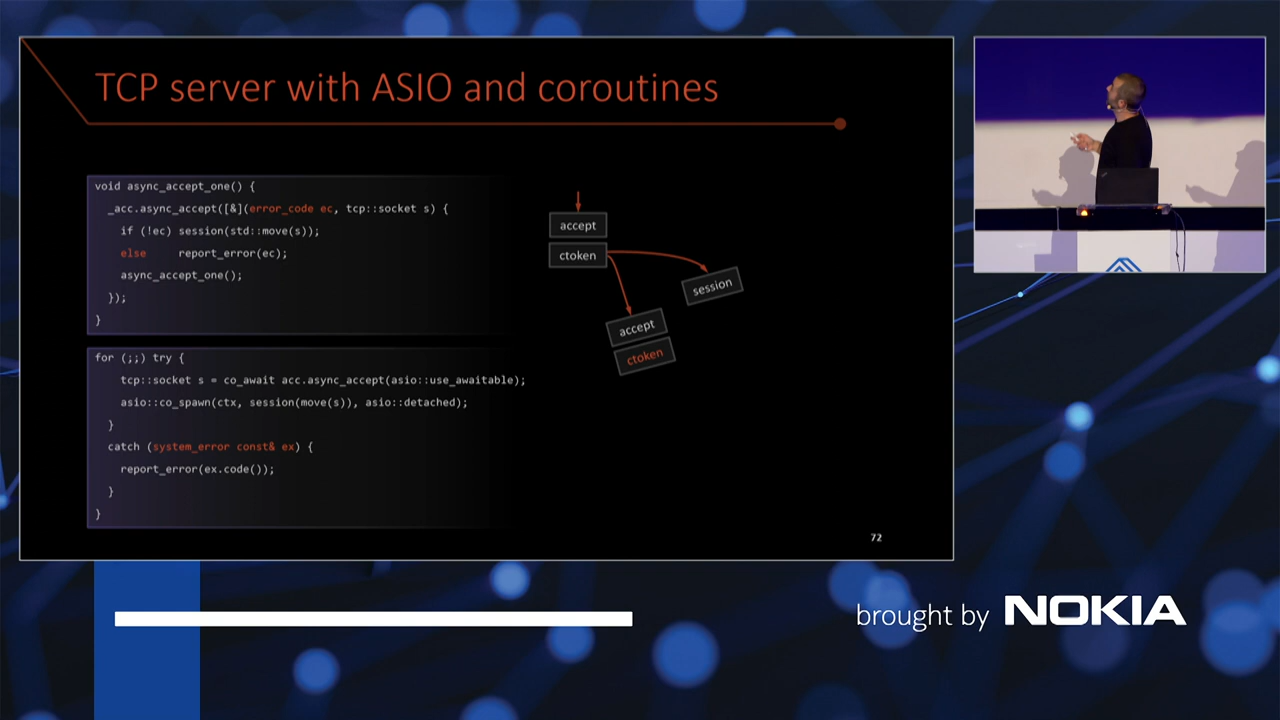 TCP server with ASIO and coroutines
void async_accept_one() {
_acc.async_accept([&](error_code ec, tcp::socket s) {
if (!ec) session(std::move(s));
else report_error(ec);
async_accept_one();
});
}
for (;;) try {
tcp::socket s = co_await acc.async_accept(asio::use_awaitable);
asio::co_spawn(ctx, session(move(s)), asio::detached);
}
catch (system_error const& ex) {
report_error(ex.code());
}
}
accept
ctoken
session
accept
ctoken
72
brought by NOKIA